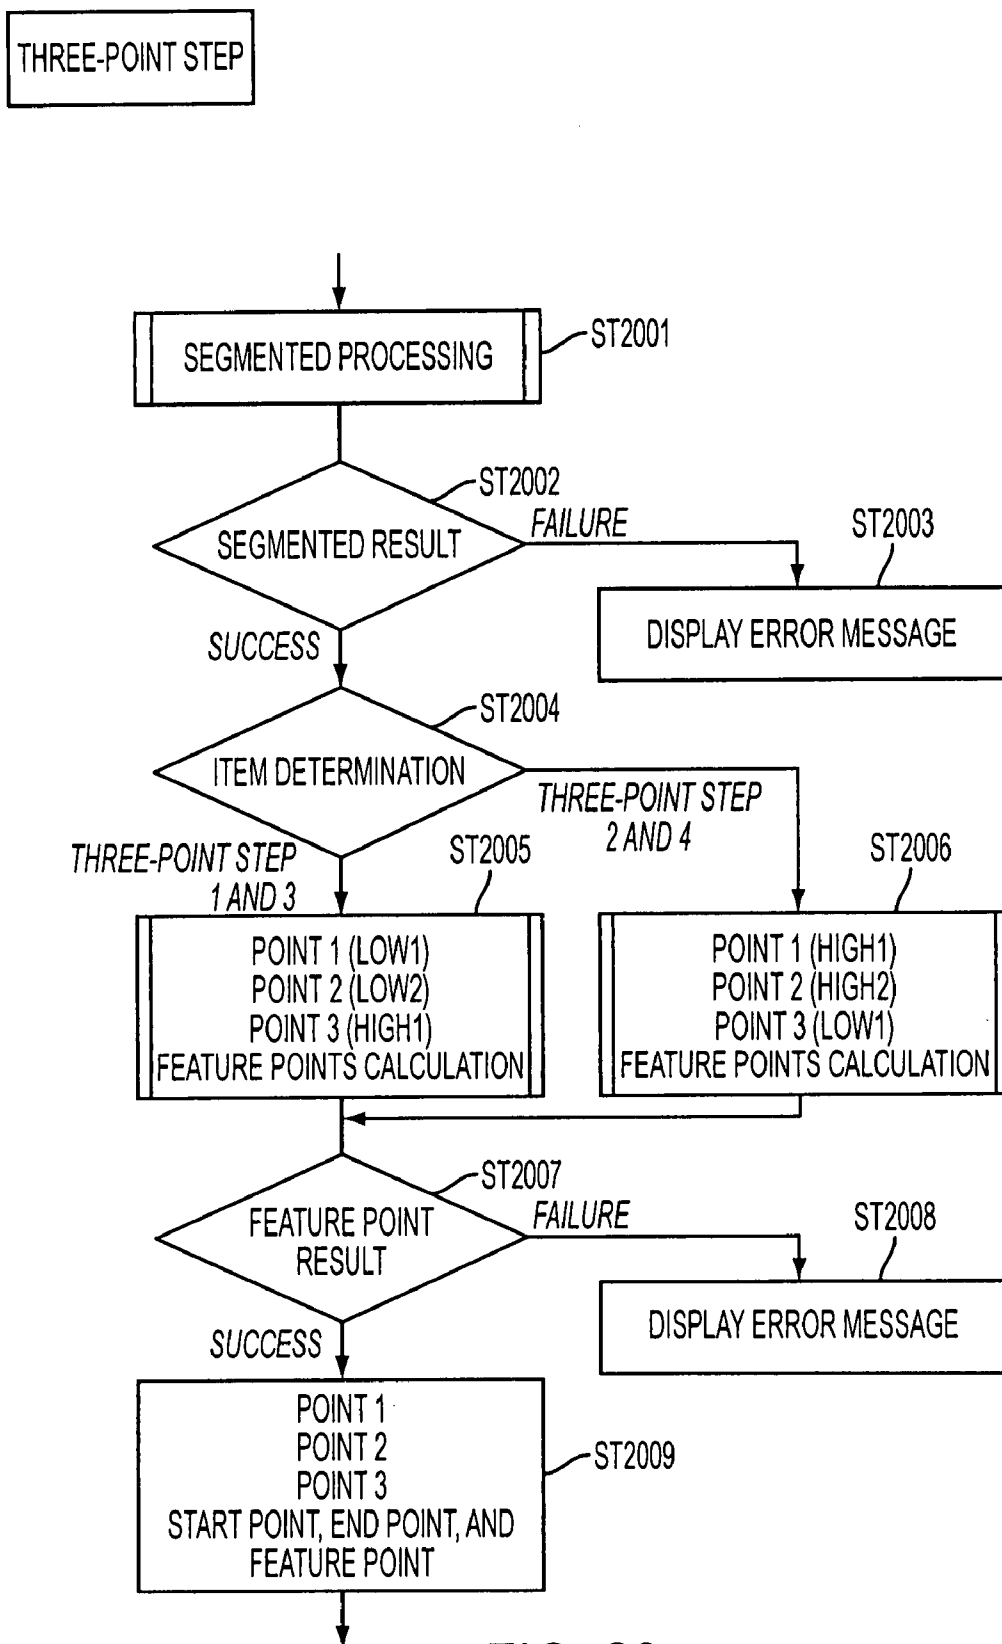 THREE-POINT STEP
SEGMENTED PROCESSING
ST2001
ST2002
SEGMENTED RESULT
FAILURE
ST2003
DISPLAY ERROR MESSAGE
SUCCESS
ST2004
ITEM DETERMINATION
THREE-POINT STEP
2 AND 4
THREE-POINT STEP
1 AND 3
ST2005
ST2006
POINT 1 (LOW1)
POINT 2 (LOW2)
POINT 3 (HIGH1)
FEATURE POINTS CALCULATION
POINT 1 (HIGH1)
POINT 2 (HIGH2)
POINT 3 (LOW1)
FEATURE POINTS CALCULATION
ST2007
FEATURE POINT
RESULT
FAILURE
ST2008
DISPLAY ERROR MESSAGE
SUCCESS
POINT 1
POINT 2
POINT 3
START POINT, END POINT, AND
FEATURE POINT
ST2009